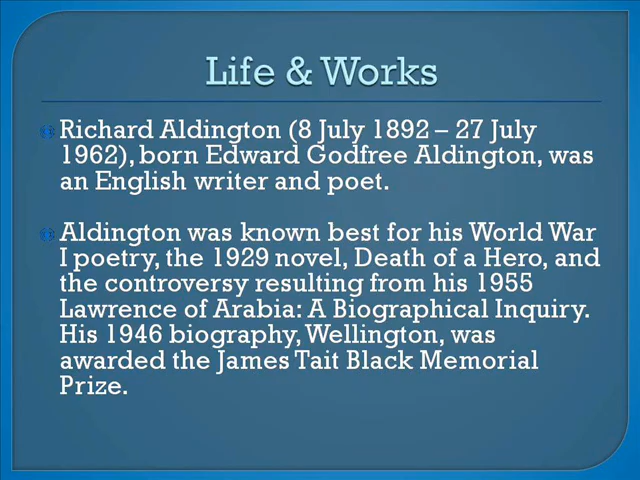 Life & Works
Richard Aldington (8 July 1892 – 27 July
1962), born Edward Godfree Aldington, was
an English writer and poet.
Aldington was known best for his World War
I poetry, the 1929 novel, Death of a Hero, and
the controversy resulting from his 1955
Lawrence of Arabia: A Biographical Inquiry.
His 1946 biography, Wellington, was
awarded the James Tait Black Memorial
Prize.